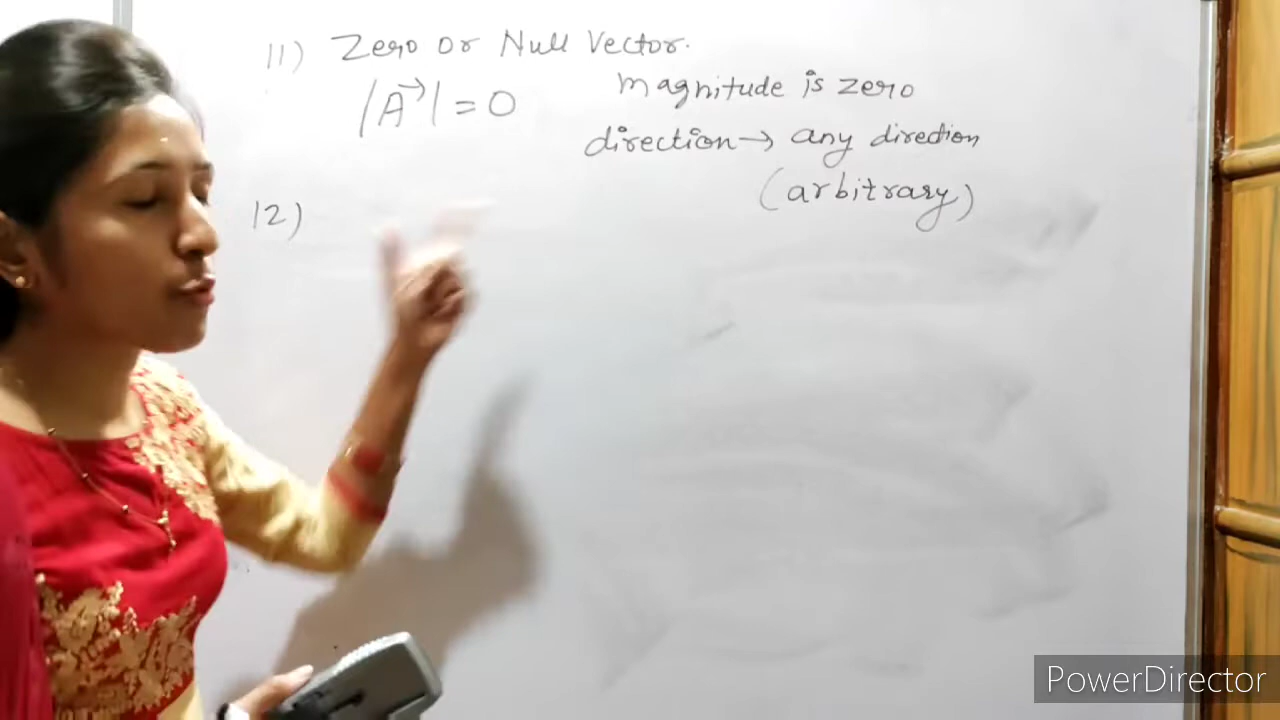 11) Zero or Null Vector.
|A→| = 0
magnitude is zero
direction → any direction
(arbitrary)
12)
PowerDirector